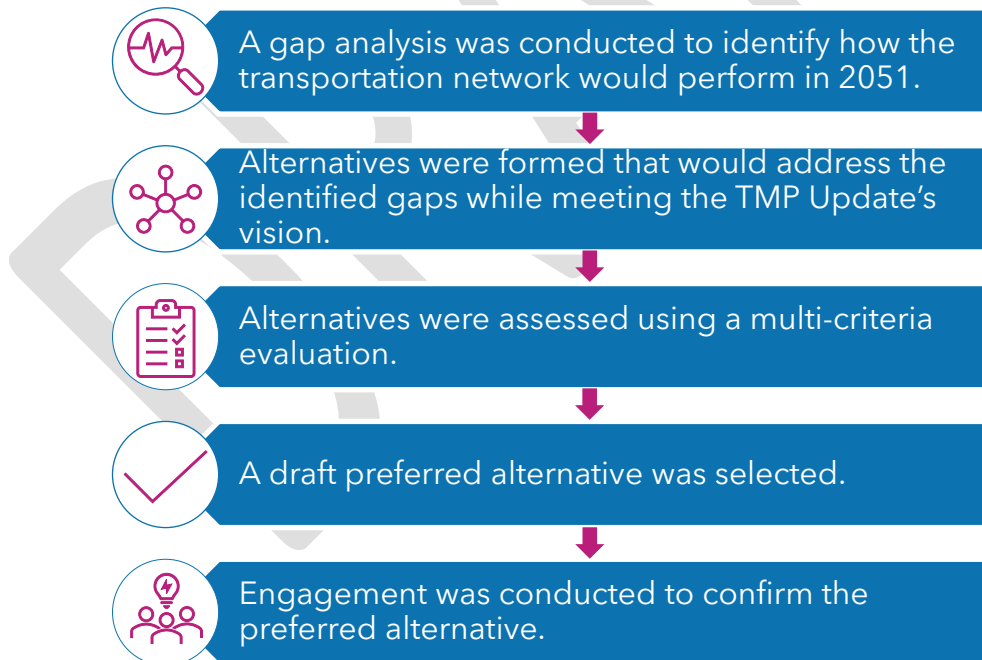 A gap analysis was conducted to identify how the
transportation network would perform in 2051.
Alternatives were formed that would address the
identified gaps while meeting the TMP Update's
vision.
Alternatives were assessed using a multi-criteria
evaluation.
A draft preferred alternative was selected.
Engagement was conducted to confirm the
preferred alternative.